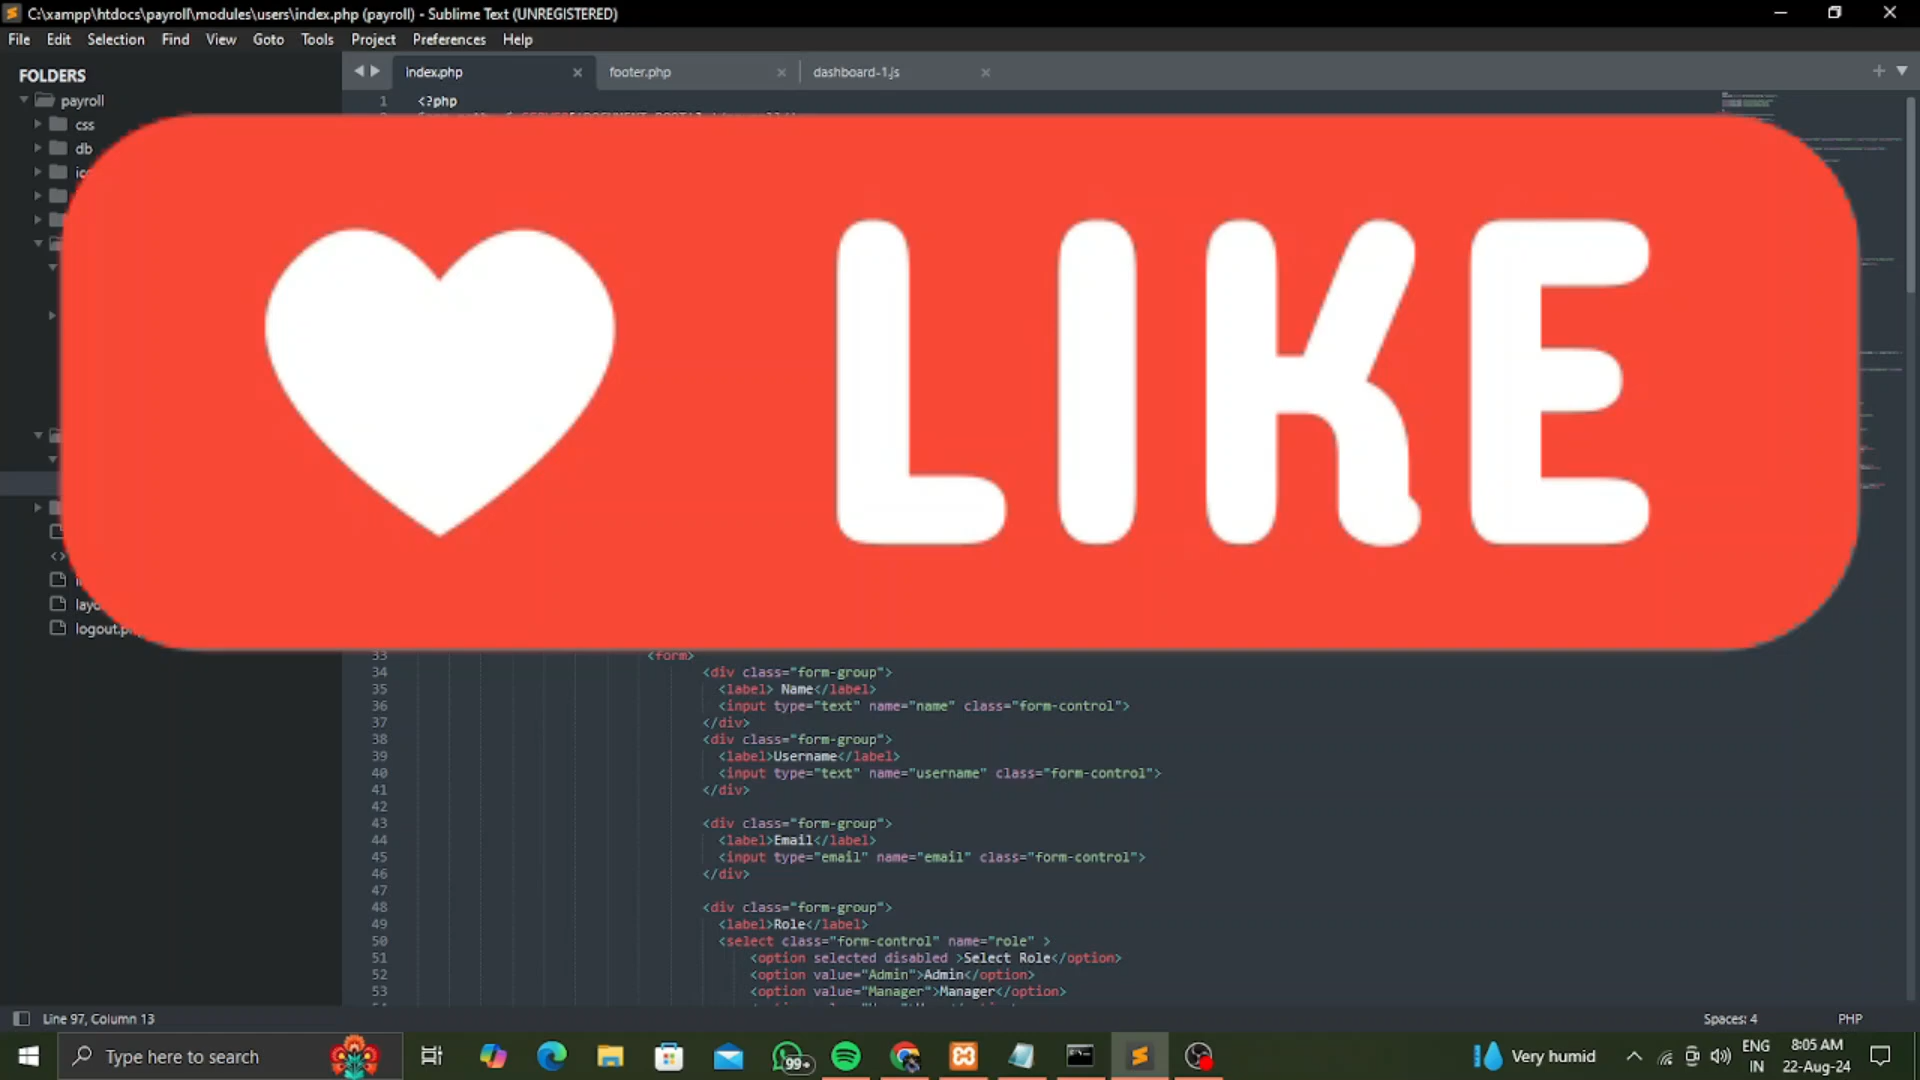 C:\xampp\htdocs\payroll\modules\users\index.php (payroll) - Sublime Text (UNREGISTERED)
File Edit Selection Find View Goto Tools Project Preferences Help
FOLDERS
index.php
footer.php
dashboard-1.js
payroll
css
db
1 <?php
LIKE
33 <form>
34 <div class="form-group">
35 <label> Name</label>
36 <input type="text" name="name" class="form-control">
37 </div>
38 <div class="form-group">
39 <label>Username</label>
40 <input type="text" name="username" class="form-control">
41 </div>
42
43 <div class="form-group">
44 <label>Email</label>
45 <input type="email" name="email" class="form-control">
46 </div>
47
48 <div class="form-group">
49 <label>Role</label>
50 <select class="form-control" name="role" >
51 <option selected disabled >Select Role</option>
52 <option value="Admin">Admin</option>
53 <option value="Manager">Manager</option>
Line 97, Column 13
Spaces: 4
PHP
Type here to search
99+
Very humid
ENG
IN
8:05 AM
22-Aug-24